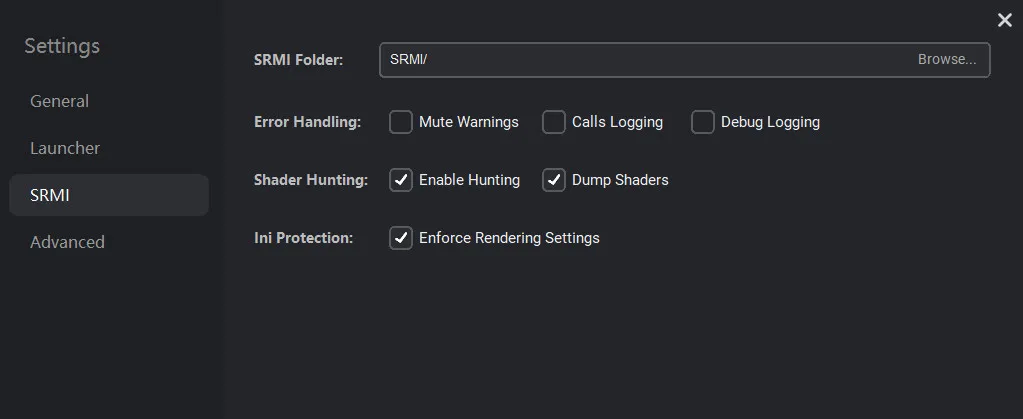 Settings
General
Launcher
SRMI
Advanced
SRMI Folder: SRMI/ Browse...
Error Handling: Mute Warnings Calls Logging Debug Logging
Shader Hunting: Enable Hunting Dump Shaders
Ini Protection: Enforce Rendering Settings